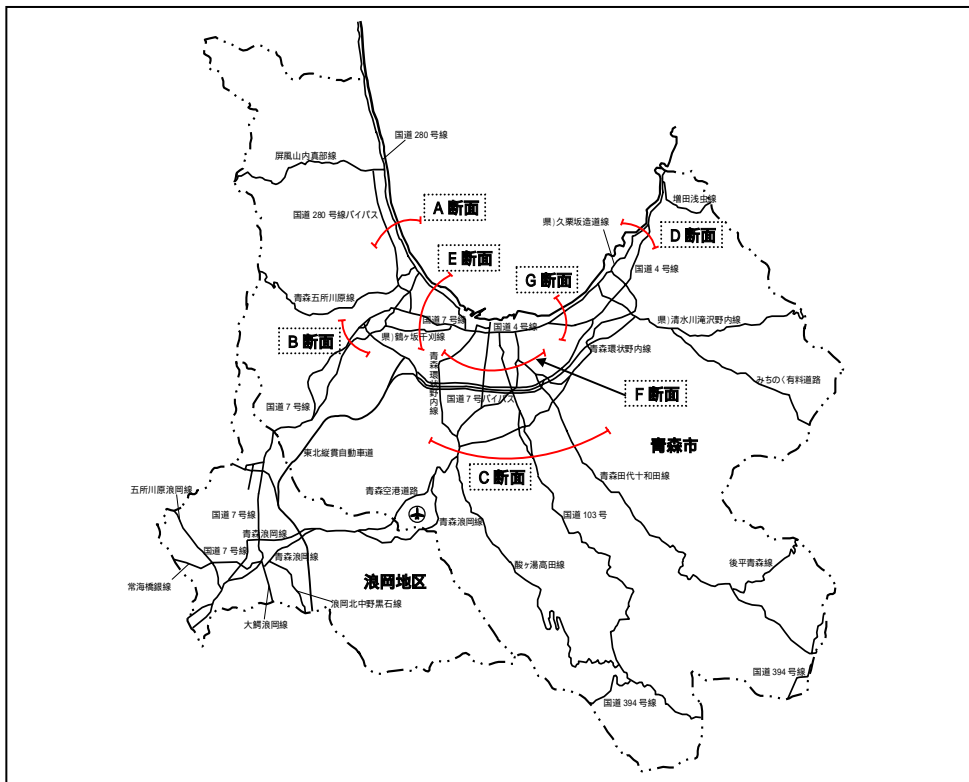 国道 280 号線
屏風山内真部線
増田浅虫線
A 断面
国道 280 号線バイパス
県)久栗坂造道線
D 断面
E 断面
国道 4 号線
G 断面
青森五所川原線
国道 7 号線
国道 4 号線
県)清水川滝沢野内線
B 断面
県)鶴ヶ坂千刈線
青森環状野内線
青森環状野内線
みちのく有料道路
国道 7 号バイパス
F 断面
国道 7 号線
青森市
東北縦貫自動車道
C 断面
青森田代十和田線
五所川原浪岡線
青森空港道路
国道 7 号線
青森浪岡線
国道 103 号
青森浪岡線
国道 7 号線
青森浪岡線
後平青森線
酸ヶ湯高田線
常海橋銀線
浪岡地区
浪岡北中野黒石線
大鰐浪岡線
国道 394 号線
国道 394 号線